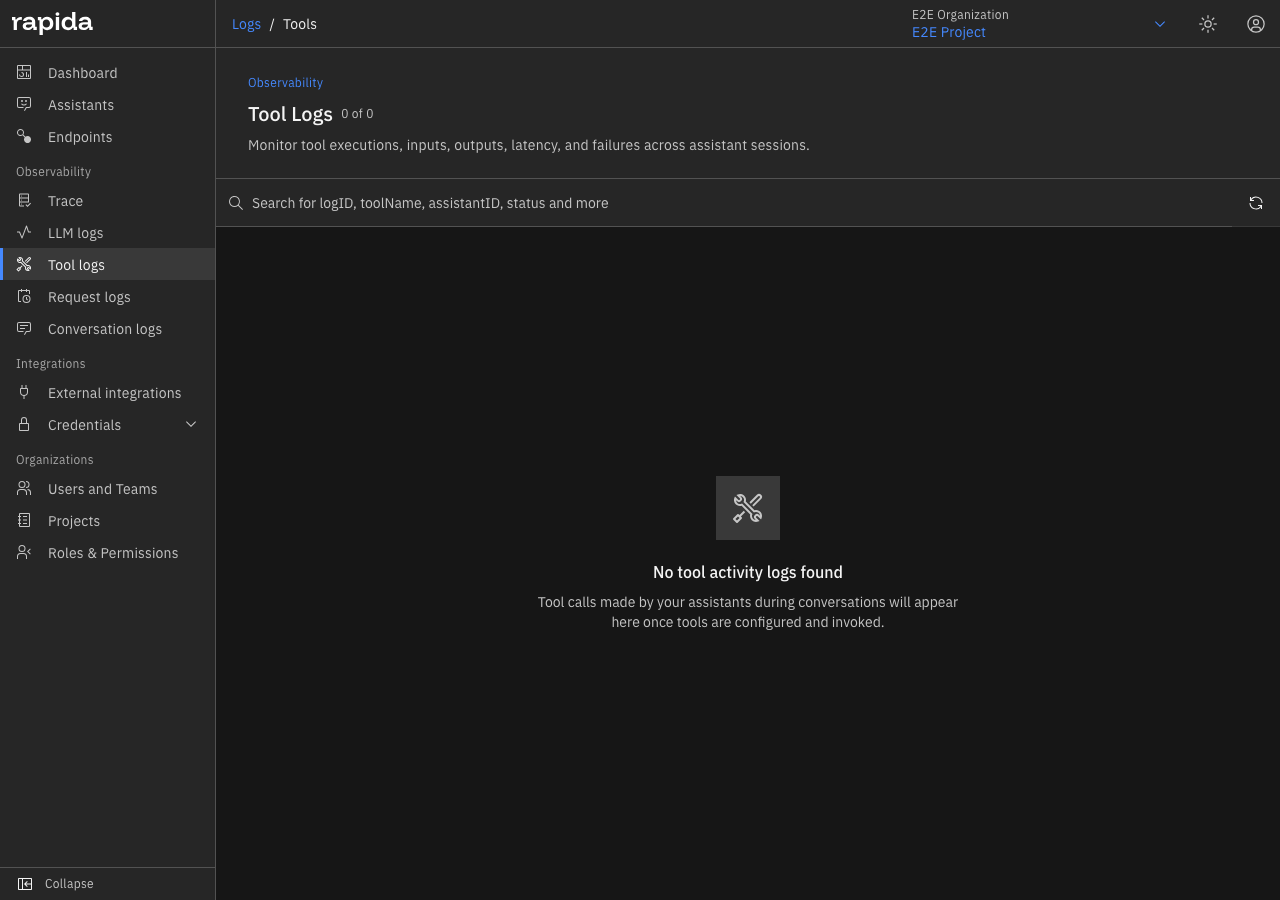 rapida
Logs / Tools
E2E Organization
E2E Project
Dashboard
Assistants
Endpoints
Observability
Trace
LLM logs
Tool logs
Request logs
Conversation logs
Integrations
External integrations
Credentials
Organizations
Users and Teams
Projects
Roles & Permissions
Collapse
Observability
Tool Logs 0 of 0
Monitor tool executions, inputs, outputs, latency, and failures across assistant sessions.
Search for logID, toolName, assistantID, status and more
No tool activity logs found
Tool calls made by your assistants during conversations will appear
here once tools are configured and invoked.